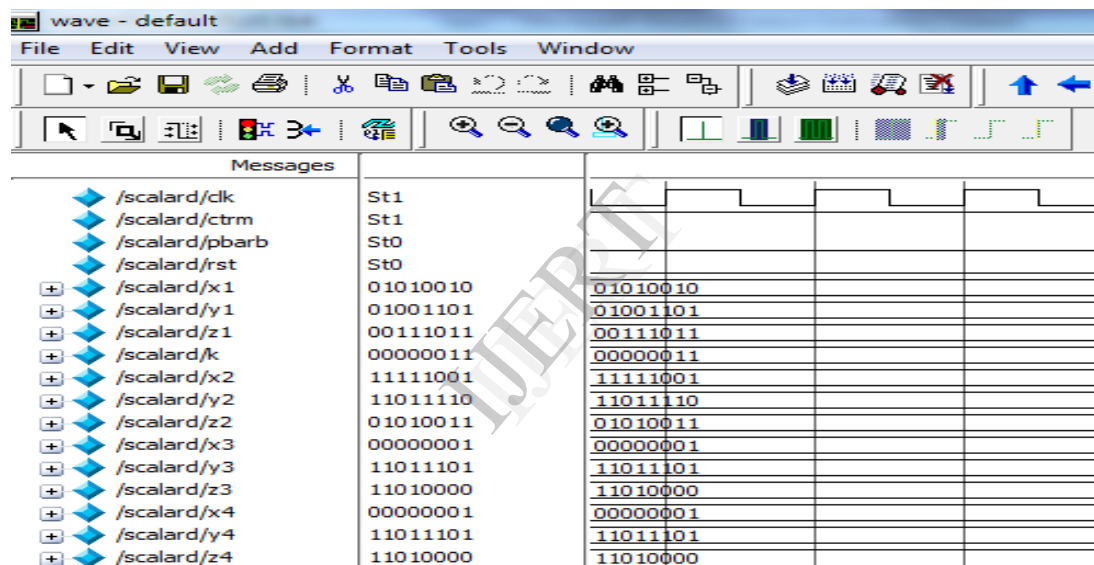 wave - default
File Edit View Add Format Tools Window
Messages
/scalard/clk St1
/scalard/ctrm St1
/scalard/pbarb St0
/scalard/rst St0
/scalard/x1 01010010 01010010
/scalard/y1 01001101 01001101
/scalard/z1 00111011 00111011
/scalard/k 00000011 00000011
/scalard/x2 11111001 11111001
/scalard/y2 11011110 11011110
/scalard/z2 01010011 01010011
/scalard/x3 00000001 00000001
/scalard/y3 11011101 11011101
/scalard/z3 11010000 11010000
/scalard/x4 00000001 00000001
/scalard/y4 11011101 11011101
/scalard/z4 11010000 11010000
IJERT